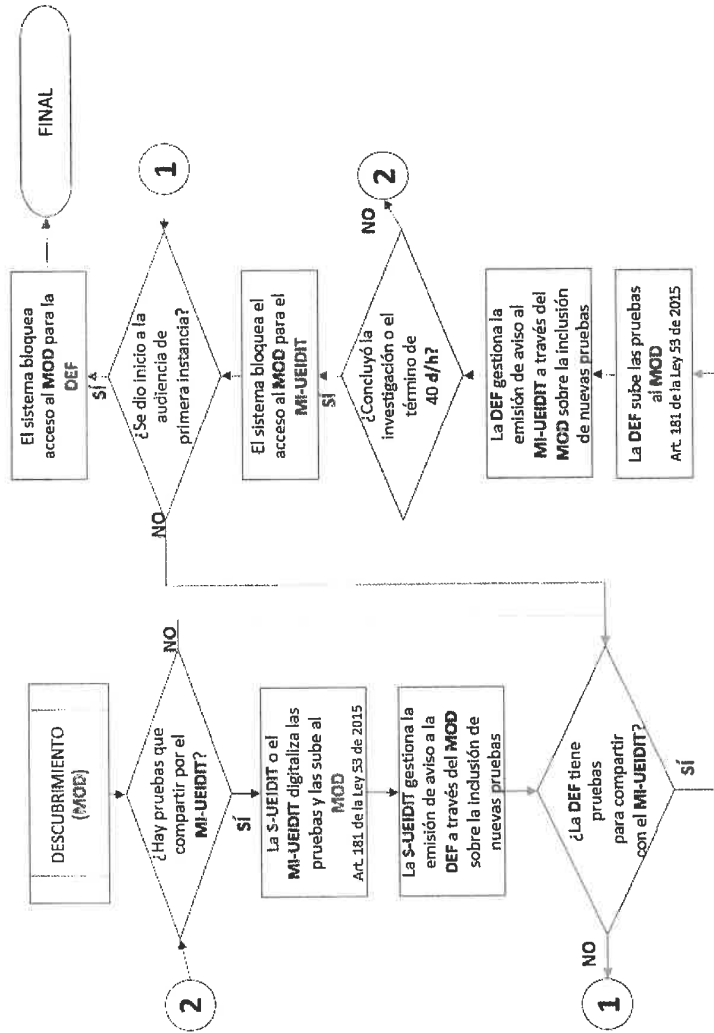 DESCUBRIMIENTO
(MOD)
2
¿Hay pruebas que
compartir por el
MI-UEIDIT?
NO
SÍ
La S-UEIDIT o el
MI-UEIDIT digitaliza las
pruebas y las sube al
MOD
Art. 181 de la Ley 53 de 2015
La S-UEIDIT gestiona la
emisión de aviso a la
DEF a través del MOD
sobre la inclusión de
nuevas pruebas
¿La DEF tiene
pruebas
para compartir
con el MI-UEIDIT?
NO
1
SÍ
FINAL
El sistema bloquea
acceso al MOD para la
DEF
SÍ
¿Se dio inicio a la
audiencia de
primera instancia?
NO
1
El sistema bloquea el
acceso al MOD para el
MI-UEIDIT
SÍ
¿Concluyó la
investigación o el
término de
40 d/h?
NO
2
La DEF gestiona la
emisión de aviso al
MI-UEIDIT a través del
MOD sobre la inclusión
de nuevas pruebas
La DEF sube las pruebas
al MOD
Art. 181 de la Ley 53 de 2015